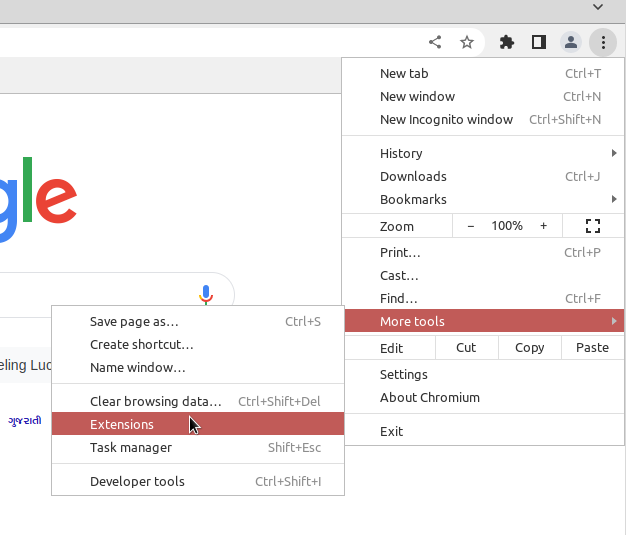 New tab Ctrl+T
New window Ctrl+N
New Incognito window Ctrl+Shift+N
History
Downloads Ctrl+J
Bookmarks
Zoom − 100% +
gle
Print… Ctrl+P
Cast…
Find… Ctrl+F
More tools
Edit Cut Copy Paste
Settings
About Chromium
Exit
Save page as… Ctrl+S
Create shortcut…
Name window…
Clear browsing data… Ctrl+Shift+Del
Extensions
Task manager Shift+Esc
Developer tools Ctrl+Shift+I
eling Luc
ગુજરાતી